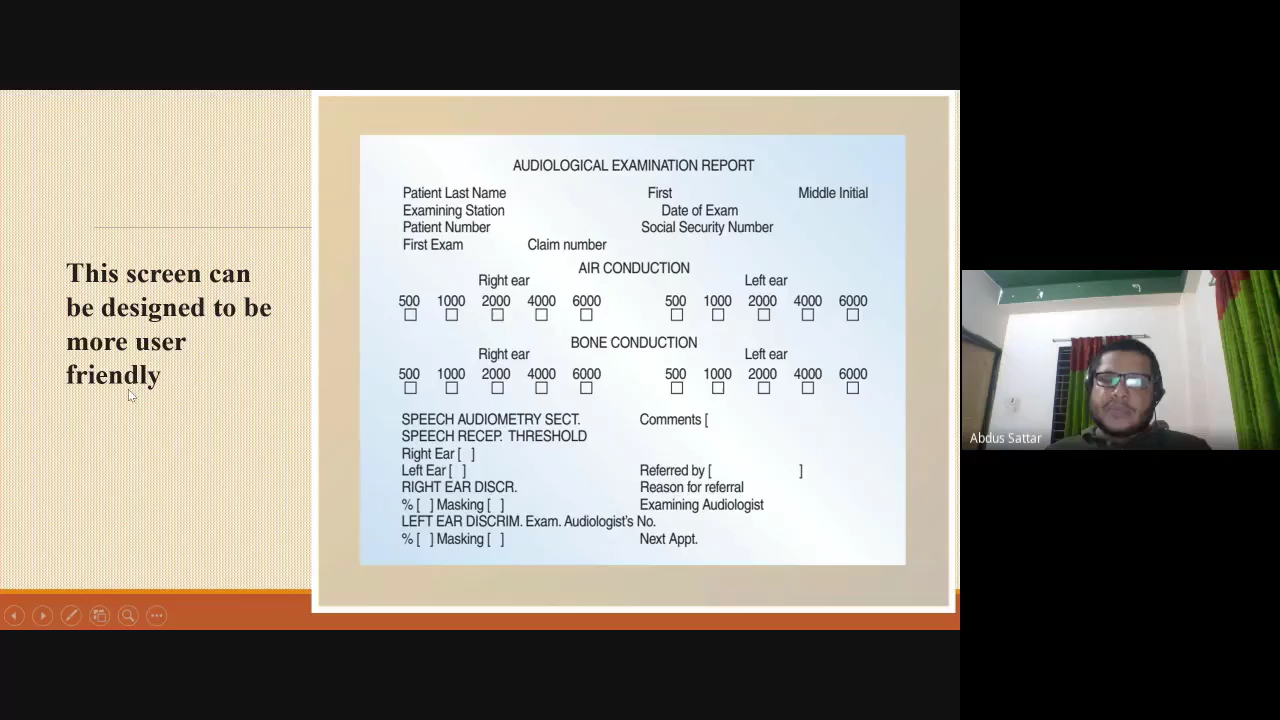 This screen can
be designed to be
more user
friendly
AUDIOLOGICAL EXAMINATION REPORT
Patient Last Name First Middle Initial
Examining Station Date of Exam
Patient Number Social Security Number
First Exam Claim number
AIR CONDUCTION
Right ear Left ear
500 1000 2000 4000 6000 500 1000 2000 4000 6000
BONE CONDUCTION
Right ear Left ear
500 1000 2000 4000 6000 500 1000 2000 4000 6000
SPEECH AUDIOMETRY SECT. Comments [
SPEECH RECEP. THRESHOLD
Right Ear [ ]
Left Ear [ ] Referred by [ ]
RIGHT EAR DISCR. Reason for referral
% [ ] Masking [ ] Examining Audiologist
LEFT EAR DISCRIM. Exam. Audiologist's No.
% [ ] Masking [ ] Next Appt.
Abdus Sattar